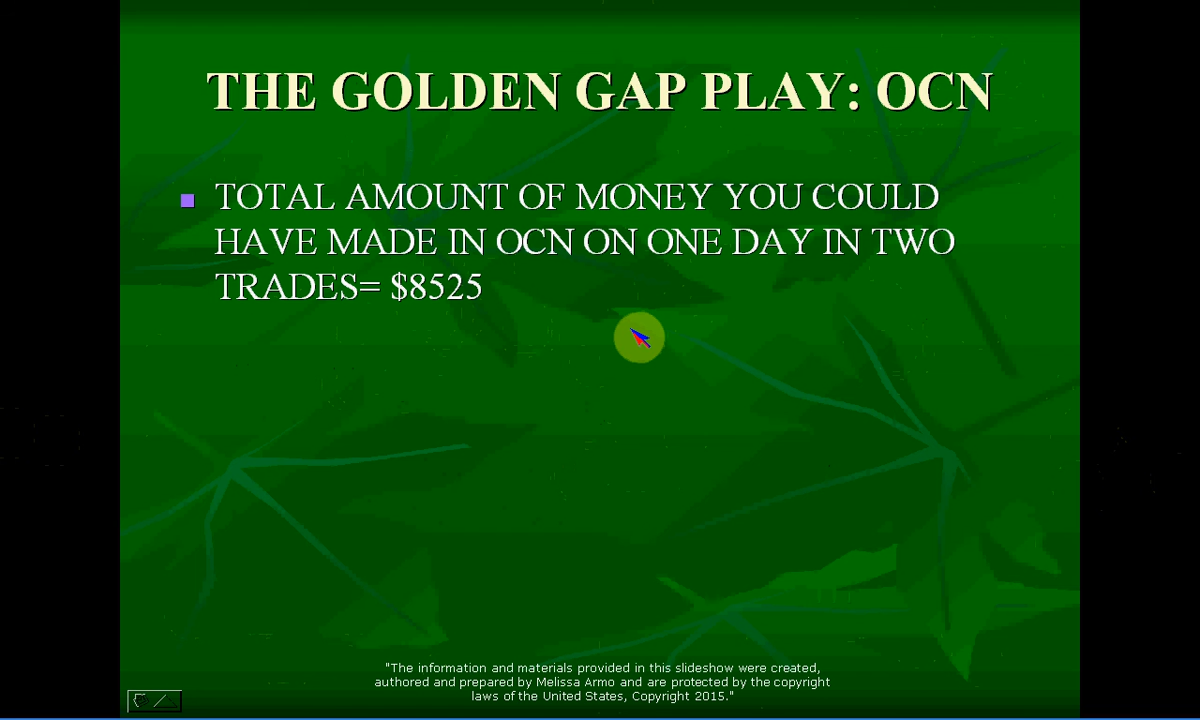 THE GOLDEN GAP PLAY: OCN
TOTAL AMOUNT OF MONEY YOU COULD
HAVE MADE IN OCN ON ONE DAY IN TWO
TRADES= $8525
"The information and materials provided in this slideshow were created,
authored and prepared by Melissa Armo and are protected by the copyright
laws of the United States, Copyright 2015."